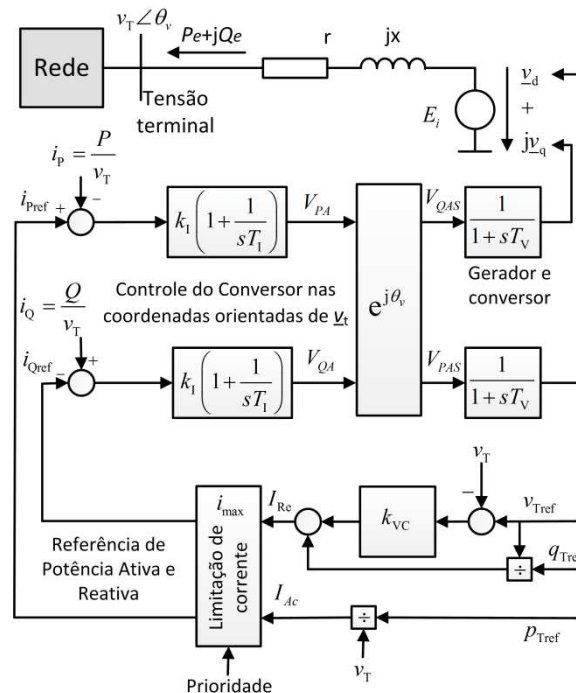 v_T∠θ_v
Pe+jQe
r
jx
Rede
Tensão
terminal
E_i
v_d
+
jv_q
i_P = P/v_T
i_Pref
+
−
k_I(1+1/(sT_I))
V_PA
V_QAS
1/(1+sT_V)
Gerador e
conversor
i_Q = Q/v_T
Controle do Conversor nas
coordenadas orientadas de v_t
e^jθ_v
i_Qref
−
+
k_I(1+1/(sT_I))
V_QA
V_PAS
1/(1+sT_V)
i_max
Limitação de
corrente
I_Re
k_VC
v_T
−
v_Tref
q_Tre
÷
Referência de
Potência Ativa e
Reativa
I_Ac
÷
p_Tref
v_T
Prioridade